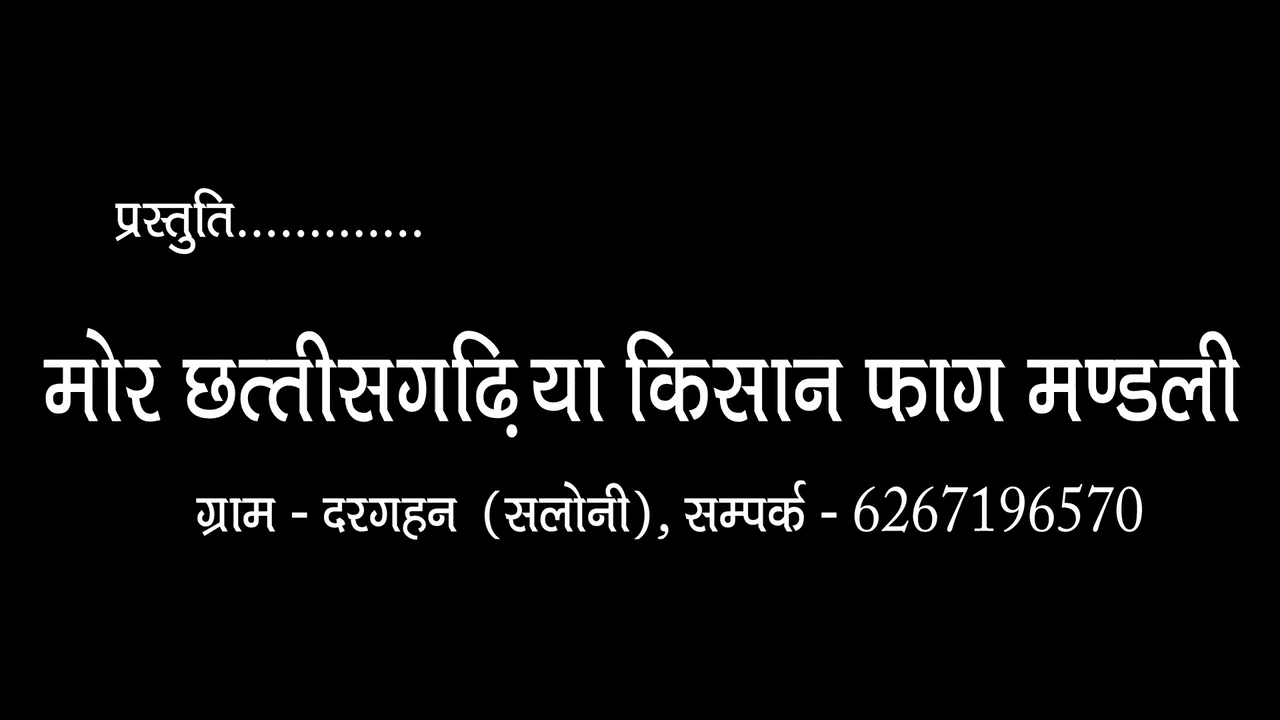 प्रस्तुति.............
मोर छत्तीसगढ़िया किसान फाग मण्डली
ग्राम - दरगहन (सलोनी), सम्पर्क - 6267196570